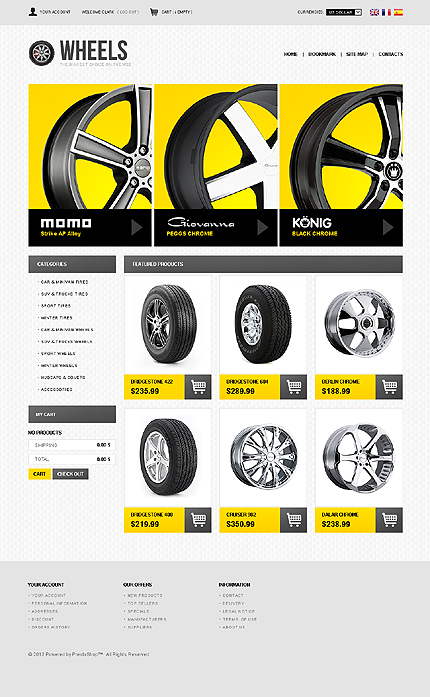 YOUR ACCOUNT WELCOME CLARK ( LOG OUT ) CART : ( EMPTY )
CURRENCIES: US DOLLAR
WHEELS
THE BIGGEST CHOICE ON THE WEB
HOME | BOOKMARK | SITE MAP | CONTACTS
MOMO
Strike AP Alloy
Giovanna
PEGGS CHROME
KÖNIG
BLACK CHROME
CATEGORIES
CAR & MINIVAN TIRES
SUV & TRUCKS TIRES
SPORT TIRES
WINTER TIRES
CAR & MINIVAN WHEELS
SUV & TRUCKS WHEELS
SPORT WHEELS
WINTER WHEELS
HUBCAPS & COVERS
ACCESSORIES
MY CART
NO PRODUCTS
SHIPPING 0.00 $
TOTAL 0.00 $
CART CHECK OUT
FEATURED PRODUCTS
BRIDGESTONE 422
$235.99
BRIDGESTONE 684
$289.99
BERLIN CHROME
$188.99
BRIDGESTONE 400
$219.99
CRUISER 902
$350.99
DALAR CHROME
$238.99
YOUR ACCOUNT
YOUR ACCOUNT
PERSONAL INFORMATION
ADDRESSES
DISCOUNT
ORDERS HISTORY
OUR OFFERS
NEW PRODUCTS
TOP SELLERS
SPECIALS
MANUFACTURERS
SUPPLIERS
INFORMATION
CONTACT
DELIVERY
LEGAL NOTICE
TERMS OF USE
ABOUT US
© 2012 Powered by PrestaShop™. All Rights Reserved